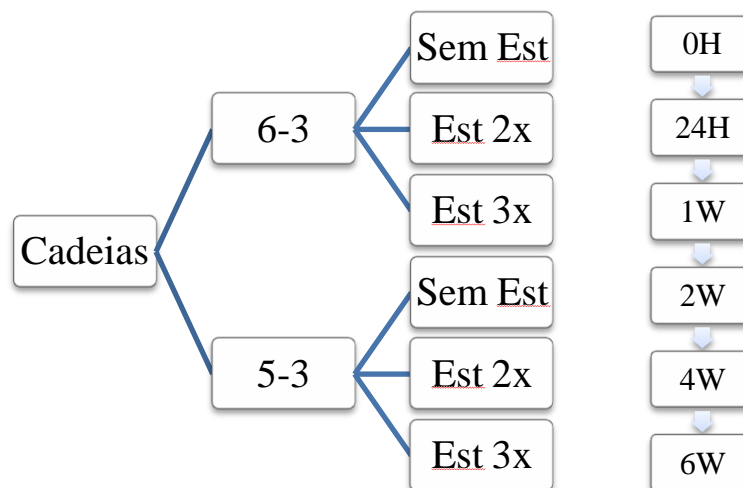 Cadeias
6-3
Sem Est
Est 2x
Est 3x
5-3
Sem Est
Est 2x
Est 3x
0H
24H
1W
2W
4W
6W